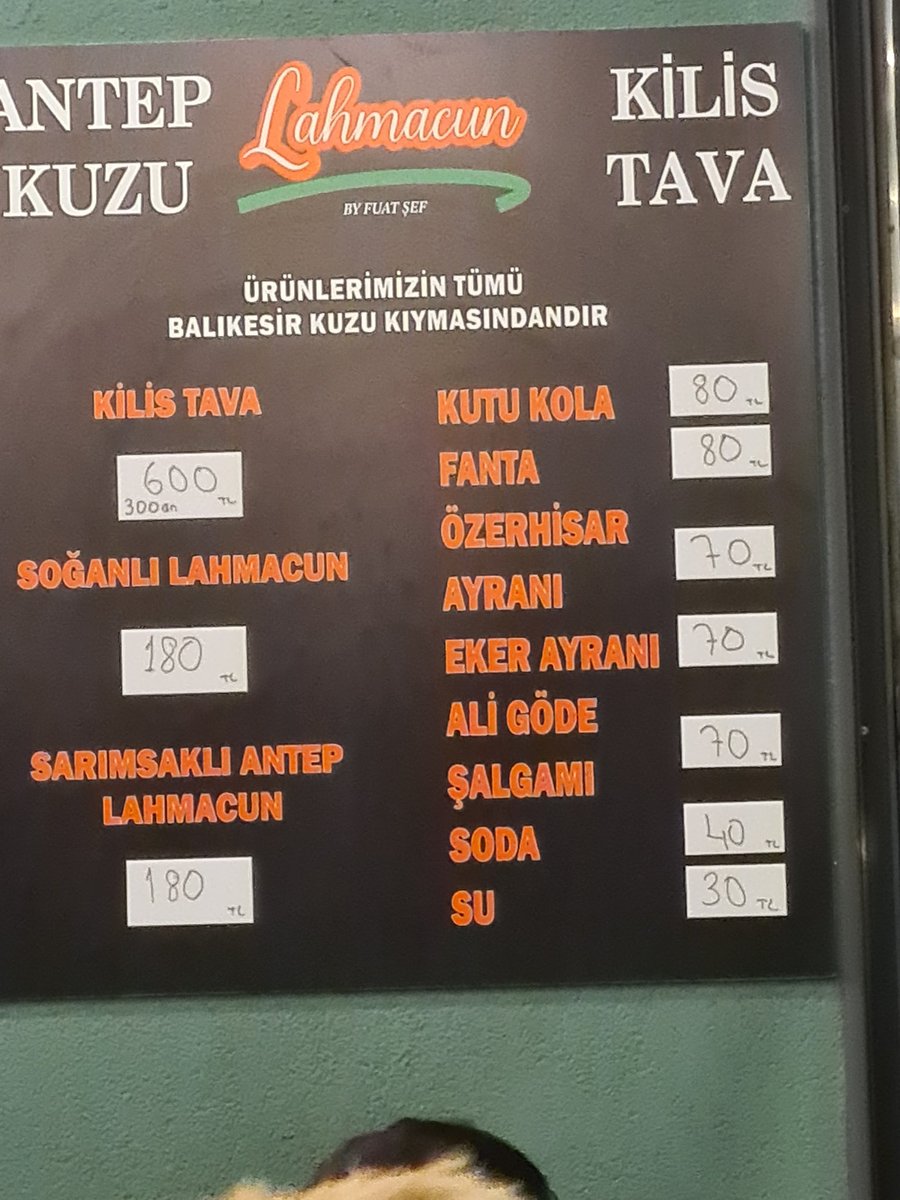 ANTEP
KUZU
Lahmacun
BY FUAT ŞEF
KİLİS
TAVA
ÜRÜNLERİMİZİN TÜMÜ
BALIKESİR KUZU KIYMASINDANDIR
KİLİS TAVA
600 TL
300 GR
SOĞANLI LAHMACUN
180 TL
SARIMSAKLI ANTEP
LAHMACUN
180 TL
KUTU KOLA 80 TL
FANTA 80 TL
ÖZERHİSAR
AYRANI 70 TL
EKER AYRANI 70 TL
ALİ GÖDE
ŞALGAMI 70 TL
SODA 40 TL
SU 30 TL